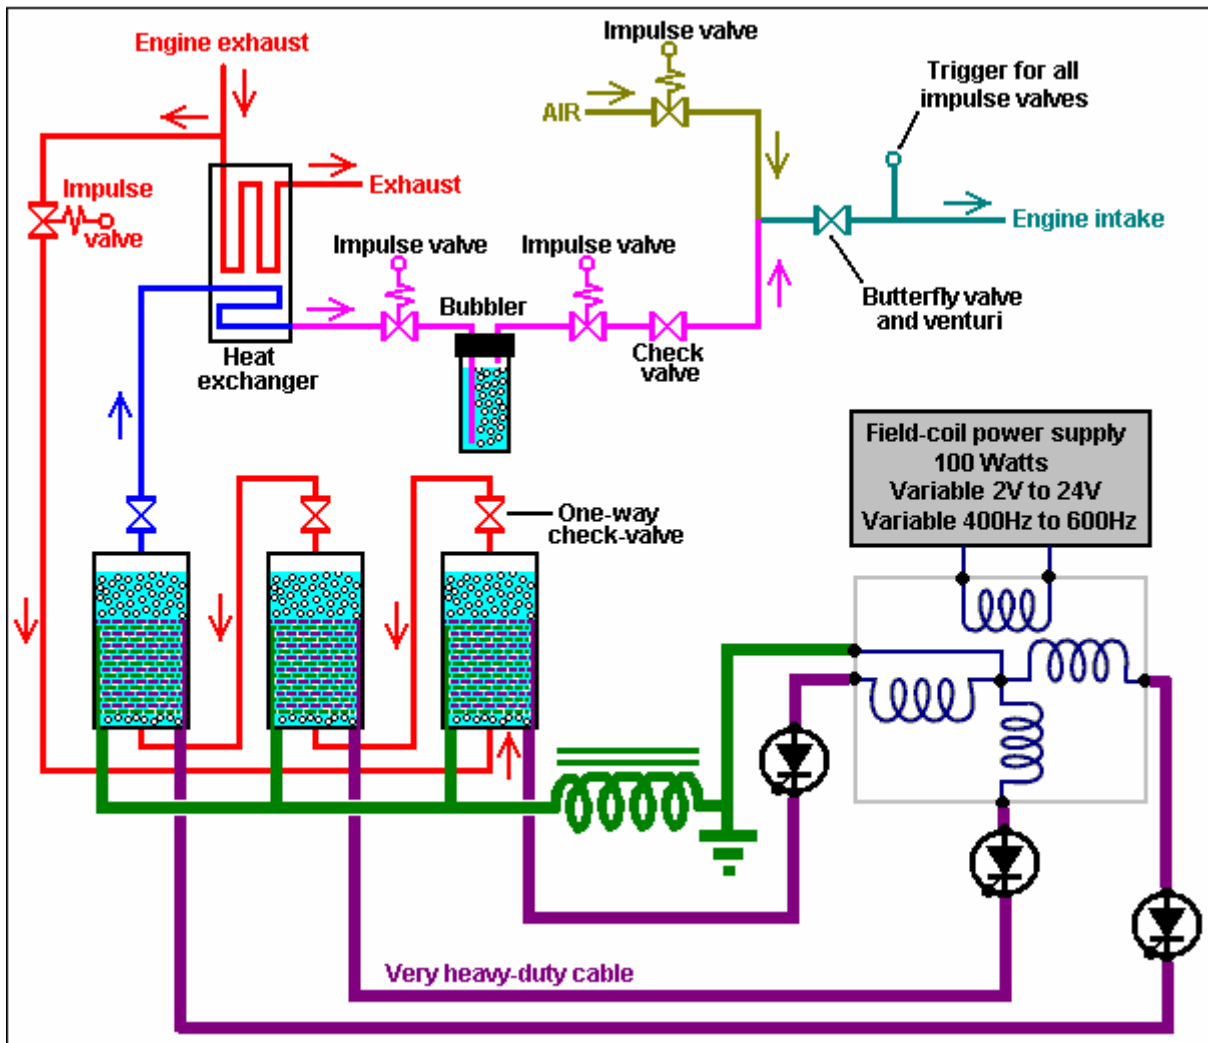 Engine exhaust
Impulse valve
Trigger for all
impulse valves
AIR
Impulse
valve
Exhaust
Engine intake
Impulse valve
Impulse valve
Bubbler
Butterfly valve
and venturi
Heat
exchanger
Check
valve
Field-coil power supply
100 Watts
Variable 2V to 24V
Variable 400Hz to 600Hz
One-way
check-valve
Very heavy-duty cable